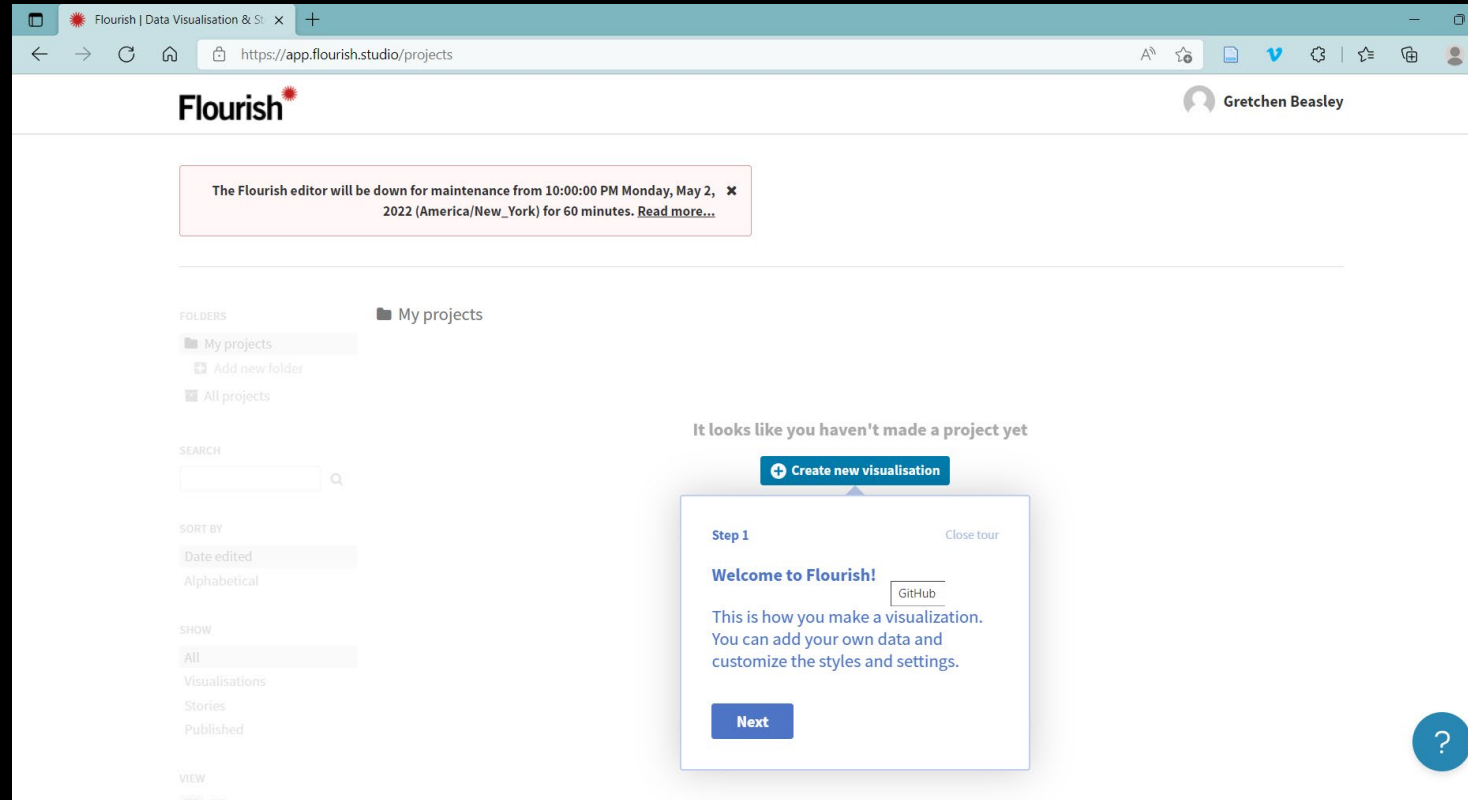 Flourish | Data Visualisation & St
https://app.flourish.studio/projects
Flourish
Gretchen Beasley
The Flourish editor will be down for maintenance from 10:00:00 PM Monday, May 2,
2022 (America/New_York) for 60 minutes. Read more...
FOLDERS
My projects
Add new folder
All projects
SEARCH
SORT BY
Date edited
Alphabetical
SHOW
All
Visualisations
Stories
Published
VIEW
My projects
It looks like you haven't made a project yet
Create new visualisation
Step 1
Close tour
Welcome to Flourish!
GitHub
This is how you make a visualization.
You can add your own data and
customize the styles and settings.
Next
?